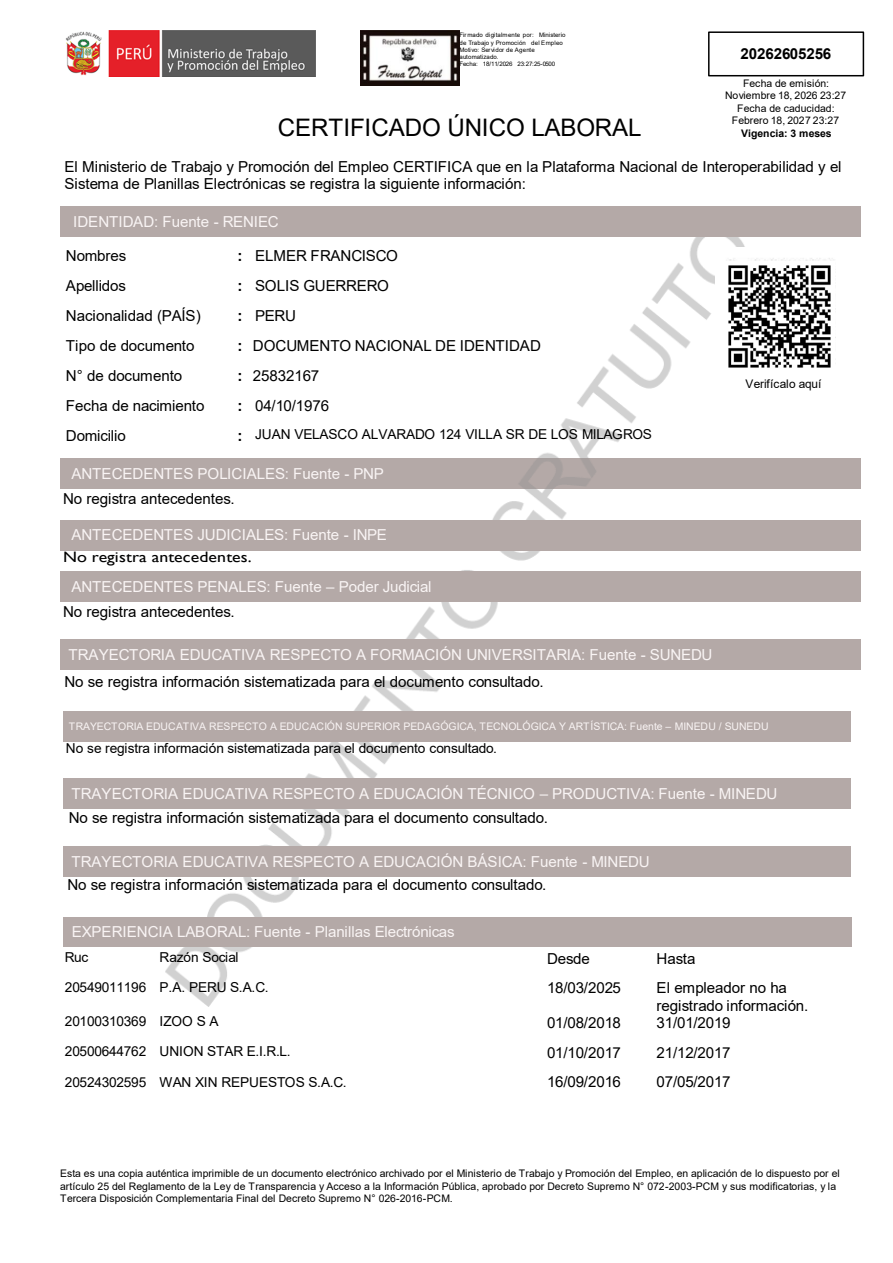 REPÚBLICA DEL PERÚ
PERÚ
Ministerio de Trabajo
y Promoción del Empleo
República del Perú
Firma Digital
Firmado digitalmente por: Ministerio
de Trabajo y Promoción del Empleo
Motivo: Servidor de Agente
automatizado.
Fecha: 18/11/2026 23:27:25-0500
20262605256
Fecha de emisión:
Noviembre 18, 2026 23:27
Fecha de caducidad:
Febrero 18, 2027 23:27
Vigencia: 3 meses
CERTIFICADO ÚNICO LABORAL
El Ministerio de Trabajo y Promoción del Empleo CERTIFICA que en la Plataforma Nacional de Interoperabilidad y el
Sistema de Planillas Electrónicas se registra la siguiente información:
IDENTIDAD: Fuente - RENIEC
Nombres : ELMER FRANCISCO
Apellidos : SOLIS GUERRERO
Nacionalidad (PAÍS) : PERU
Tipo de documento : DOCUMENTO NACIONAL DE IDENTIDAD
N° de documento : 25832167
Fecha de nacimiento : 04/10/1976
Domicilio : JUAN VELASCO ALVARADO 124 VILLA SR DE LOS MILAGROS
Verifícalo aquí
DOCUMENTO GRATUITO
ANTECEDENTES POLICIALES: Fuente - PNP
No registra antecedentes.
ANTECEDENTES JUDICIALES: Fuente - INPE
No registra antecedentes.
ANTECEDENTES PENALES: Fuente – Poder Judicial
No registra antecedentes.
TRAYECTORIA EDUCATIVA RESPECTO A FORMACIÓN UNIVERSITARIA: Fuente - SUNEDU
No se registra información sistematizada para el documento consultado.
TRAYECTORIA EDUCATIVA RESPECTO A EDUCACIÓN SUPERIOR PEDAGÓGICA, TECNOLÓGICA Y ARTÍSTICA: Fuente – MINEDU / SUNEDU
No se registra información sistematizada para el documento consultado.
TRAYECTORIA EDUCATIVA RESPECTO A EDUCACIÓN TÉCNICO – PRODUCTIVA: Fuente - MINEDU
No se registra información sistematizada para el documento consultado.
TRAYECTORIA EDUCATIVA RESPECTO A EDUCACIÓN BÁSICA: Fuente - MINEDU
No se registra información sistematizada para el documento consultado.
EXPERIENCIA LABORAL: Fuente - Planillas Electrónicas
Ruc Razón Social Desde Hasta
20549011196 P.A. PERU S.A.C. 18/03/2025 El empleador no ha
registrado información.
20100310369 IZOO S A 01/08/2018 31/01/2019
20500644762 UNION STAR E.I.R.L. 01/10/2017 21/12/2017
20524302595 WAN XIN REPUESTOS S.A.C. 16/09/2016 07/05/2017
Esta es una copia auténtica imprimible de un documento electrónico archivado por el Ministerio de Trabajo y Promoción del Empleo, en aplicación de lo dispuesto por el
artículo 25 del Reglamento de la Ley de Transparencia y Acceso a la Información Pública, aprobado por Decreto Supremo N° 072-2003-PCM y sus modificatorias, y la
Tercera Disposición Complementaria Final del Decreto Supremo N° 026-2016-PCM.